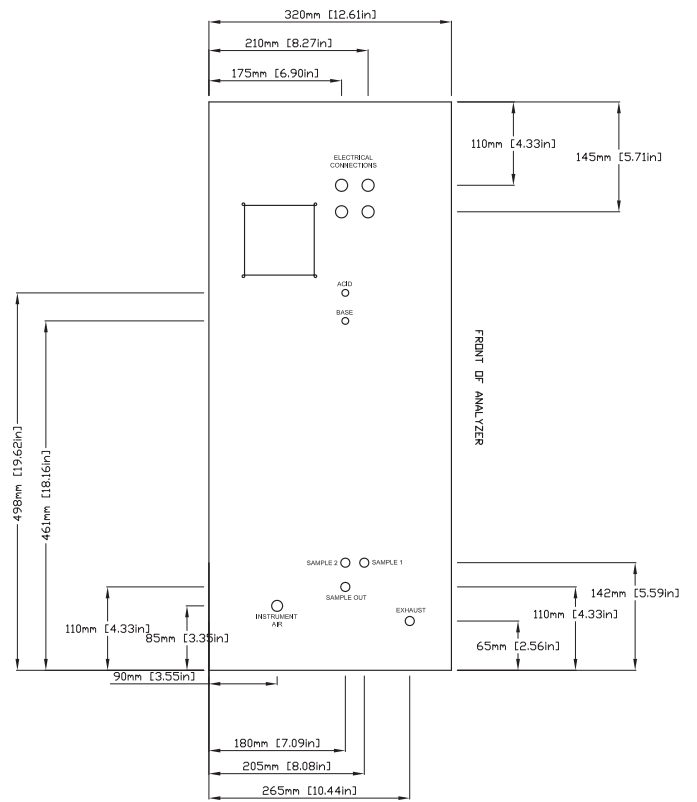 320mm [12.61in]
210mm [8.27in]
175mm [6.90in]
110mm [4.33in]
145mm [5.71in]
ELECTRICAL
CONNECTIONS
ACID
BASE
FRONT OF ANALYZER
498mm [19.62in]
461mm [18.16in]
SAMPLE 2
SAMPLE 1
SAMPLE OUT
INSTRUMENT
AIR
EXHAUST
142mm [5.59in]
110mm [4.33in]
110mm [4.33in]
85mm [3.35in]
65mm [2.56in]
90mm [3.55in]
180mm [7.09in]
205mm [8.08in]
265mm [10.44in]